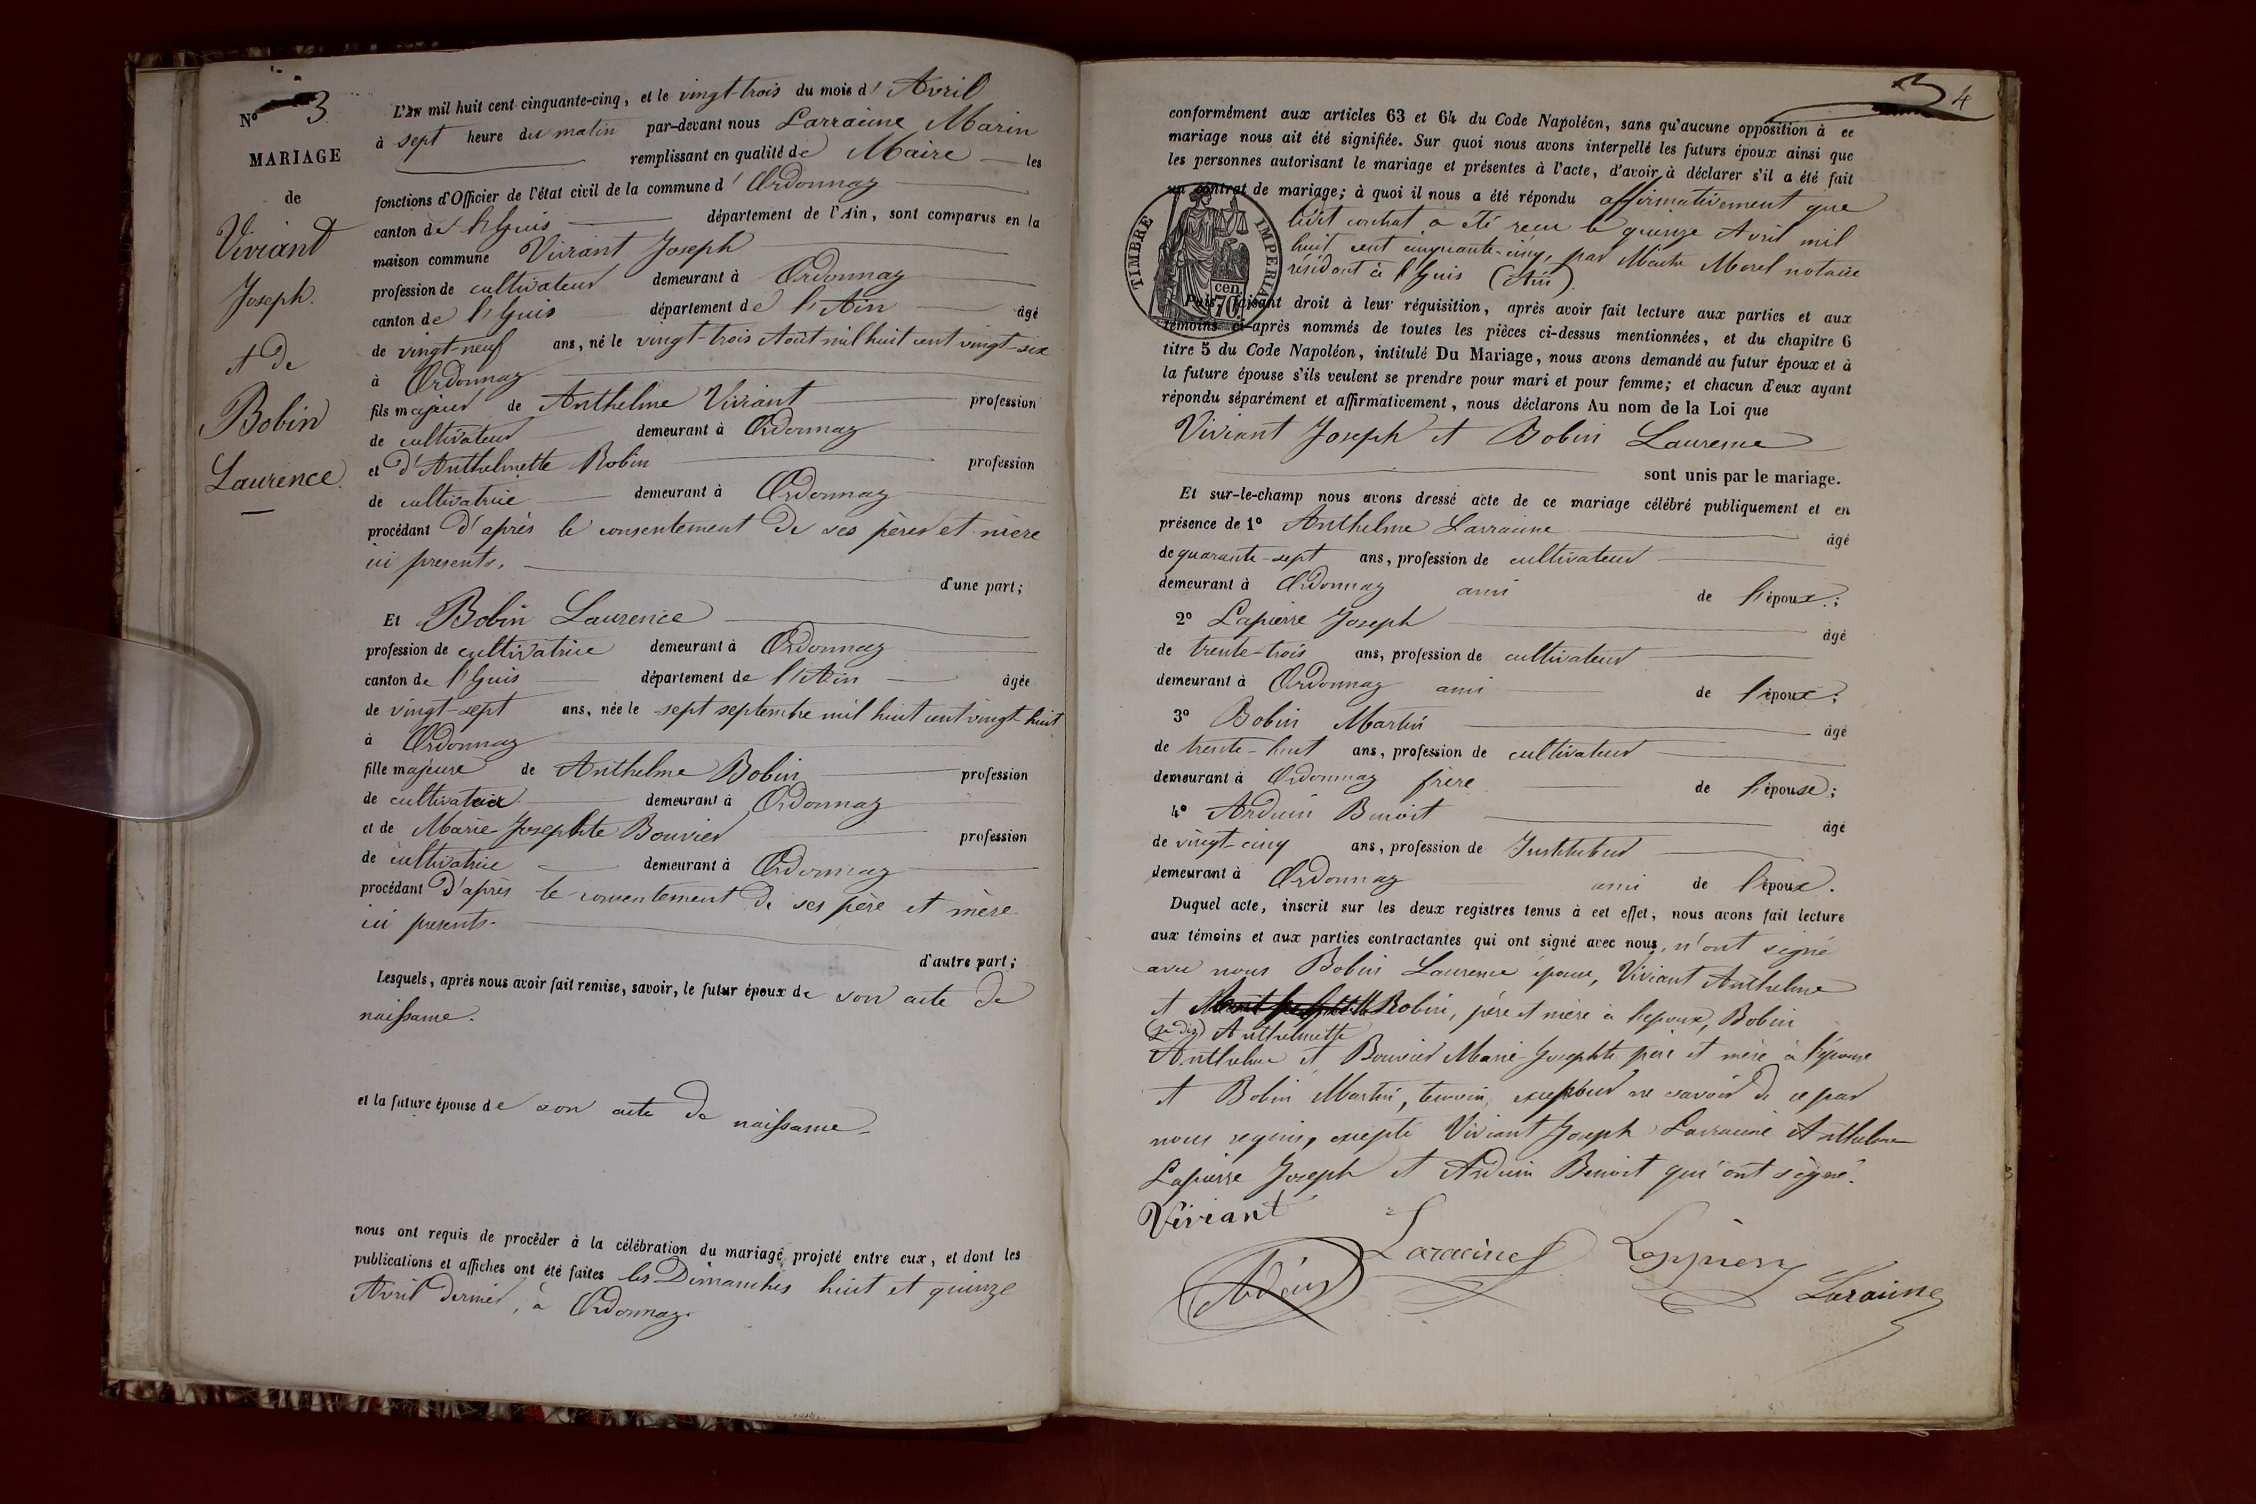 N° 3
MARIAGE
de
Viviant
Joseph.
et de
Bobin
Laurence.
L'an mil huit cent cinquante-cinq, et le vingt-trois du mois d'Avril
à sept heure du matin par-devant nous Larraine Marin
remplissant en qualité de Maire les
fonctions d'Officier de l'état civil de la commune d'Ordonnaz
canton de l'huis département de l'Ain, sont comparus en la
maison commune Viviant Joseph
profession de cultivateur demeurant à Ordonnaz
canton de l'huis département de l'Ain âgé
de vingt-neuf ans, né le vingt-trois Août mil huit cent vingt-six
à Ordonnaz
fils majeur de Anthelme Viviant profession
de cultivateur demeurant à Ordonnaz
et d'Anthelmette Robin profession
de cultivatrice demeurant à Ordonnaz
procédant d'après le consentement de ses pères et mère
ici presents. d'une part;
Et Bobin Laurence
profession de cultivatrice demeurant à Ordonnaz
canton de l'huis département de l'Ain âgée
de vingt-sept ans, née le sept septembre mil huit cent vingt-huit
à Ordonnaz
fille majeure de Anthelme Bobin profession
de cultivateur demeurant à Ordonnaz
et de Marie Josephte Bouvier profession
de cultivatrice demeurant à Ordonnaz
procédant d'après le consentement de ses père et mère
ici presents. d'autre part;
Lesquels, après nous avoir fait remise, savoir, le futur époux de son acte de
naissance.
et la future épouse de son acte de naissance.
nous ont requis de procéder à la célébration du mariage projeté entre eux, et dont les
publications et affiches ont été faites les Dimanches huit et quinze
Avril dernier, à Ordonnaz.
3 4
conformément aux articles 63 et 64 du Code Napoléon, sans qu'aucune opposition à ce
mariage nous ait été signifiée. Sur quoi nous avons interpellé les futurs époux ainsi que
les personnes autorisant le mariage et présentes à l'acte, d'avoir à déclarer s'il a été fait
un contrat de mariage; à quoi il nous a été répondu affirmativement que
ledit contrat a été recu le quinze Avril mil
huit cent cinquante-cinq, par Maitre Morel notaire
résidant à l'huis (Ain).
TIMBRE IMPERIAL
cen. 70
Puis, faisant droit à leur réquisition, après avoir fait lecture aux parties et aux
témoins ci-après nommés de toutes les pièces ci-dessus mentionnées, et du chapitre 6
titre 5 du Code Napoléon, intitulé Du Mariage, nous avons demandé au futur époux et à
la future épouse s'ils veulent se prendre pour mari et pour femme; et chacun d'eux ayant
répondu séparément et affirmativement, nous déclarons Au nom de la Loi que
Viviant Joseph et Bobin Laurence
sont unis par le mariage.
Et sur-le-champ nous avons dressé acte de ce mariage célébré publiquement et en
présence de 1° Anthelme Larraine âgé
de quarante-sept ans, profession de cultivateur
demeurant à Ordonnaz ami de l'époux;
2° Lapierre Joseph âgé
de trente-trois ans, profession de cultivateur
demeurant à Ordonnaz ami de l'époux;
3° Bobin Martin âgé
de trente-huit ans, profession de cultivateur
demeurant à Ordonnaz frère de l'épouse;
4° Arduin Benoit âgé
de vingt-cinq ans, profession de Instituteur
demeurant à Ordonnaz ami de l'époux.
Duquel acte, inscrit sur les deux registres tenus à cet effet, nous avons fait lecture
aux témoins et aux parties contractantes qui ont signé avec nous, n'ont signé
avec nous Bobin Laurence épouse, Viviant Anthelme
et Robin, père et mère à l'époux, Bobin
(je dis) Anthelmette
Anthelme et Bouvier Marie Josephte père et mère à l'épouse
et Bobin Martin, temoin, pour ne savoir de ce par
nous requis, excepté Viviant Joseph Larraine Anthelme
Lapierre Joseph et Arduin Benoit qui ont signé.
Viviant
Laracine Lappierre Laraine